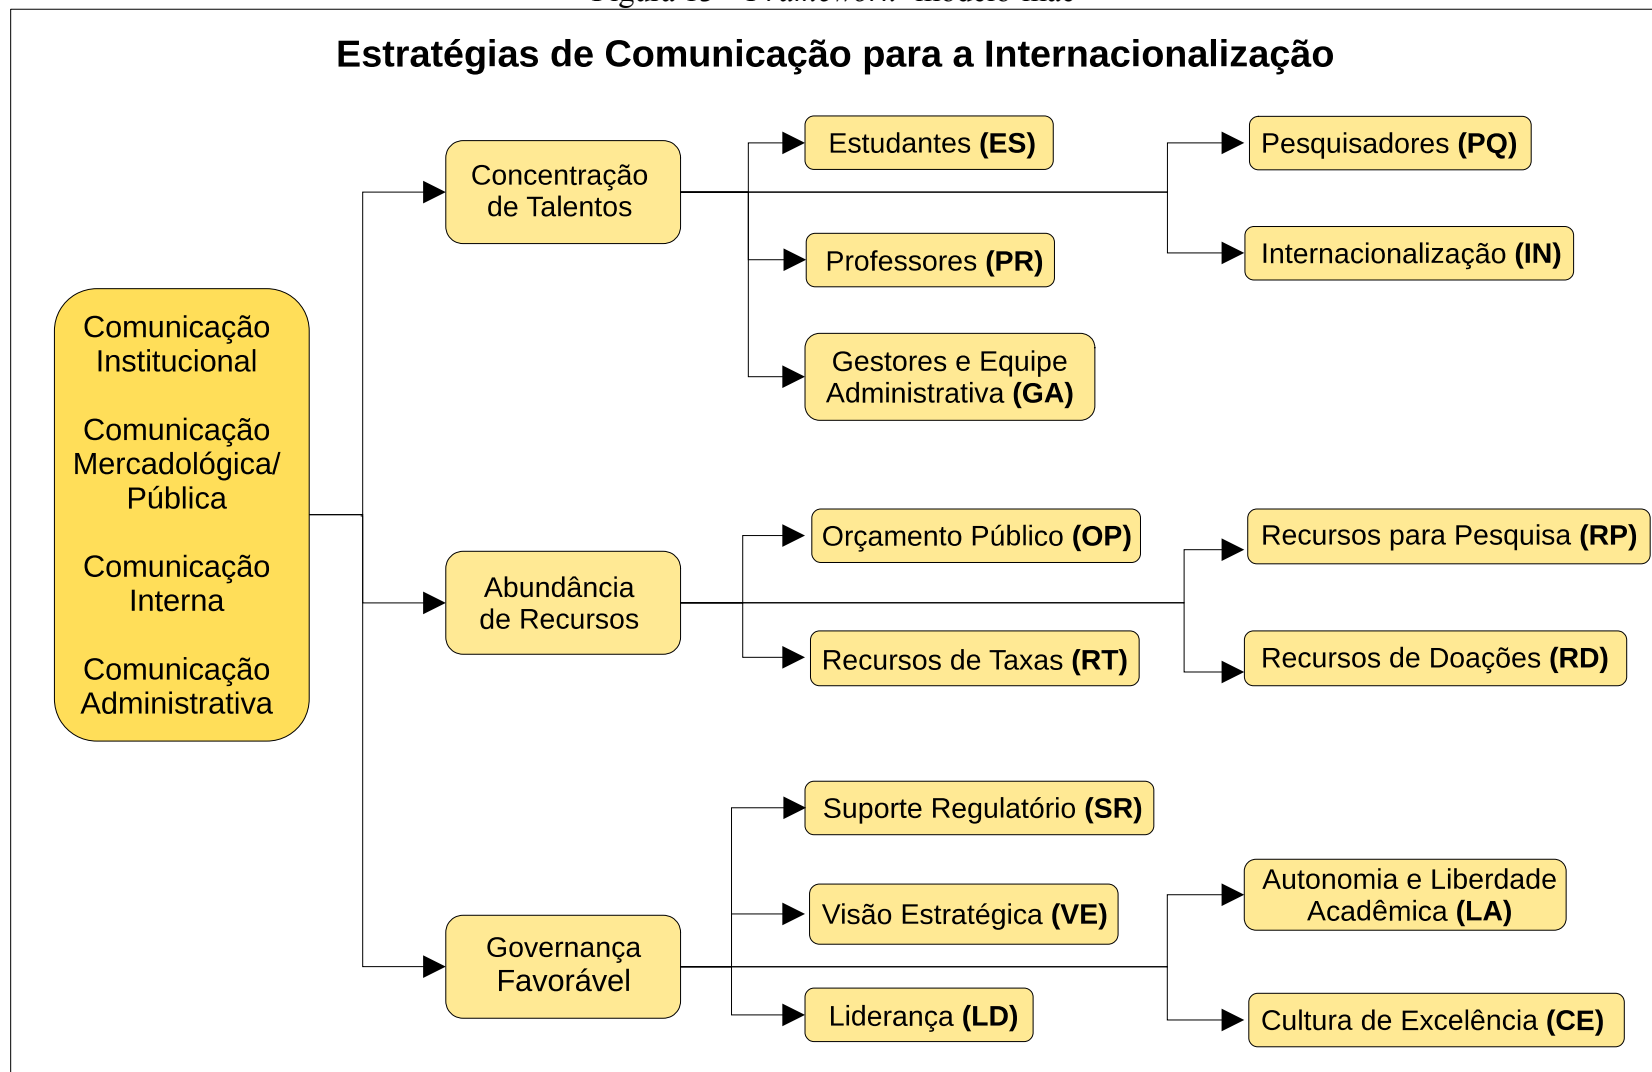 Estratégias de Comunicação para a Internacionalização
Comunicação
Institucional
Comunicação
Mercadológica/
Pública
Comunicação
Interna
Comunicação
Administrativa
Concentração
de Talentos
Estudantes (ES)
Professores (PR)
Gestores e Equipe
Administrativa (GA)
Pesquisadores (PQ)
Internacionalização (IN)
Abundância
de Recursos
Orçamento Público (OP)
Recursos de Taxas (RT)
Recursos para Pesquisa (RP)
Recursos de Doações (RD)
Governança
Favorável
Suporte Regulatório (SR)
Visão Estratégica (VE)
Liderança (LD)
Autonomia e Liberdade
Acadêmica (LA)
Cultura de Excelência (CE)